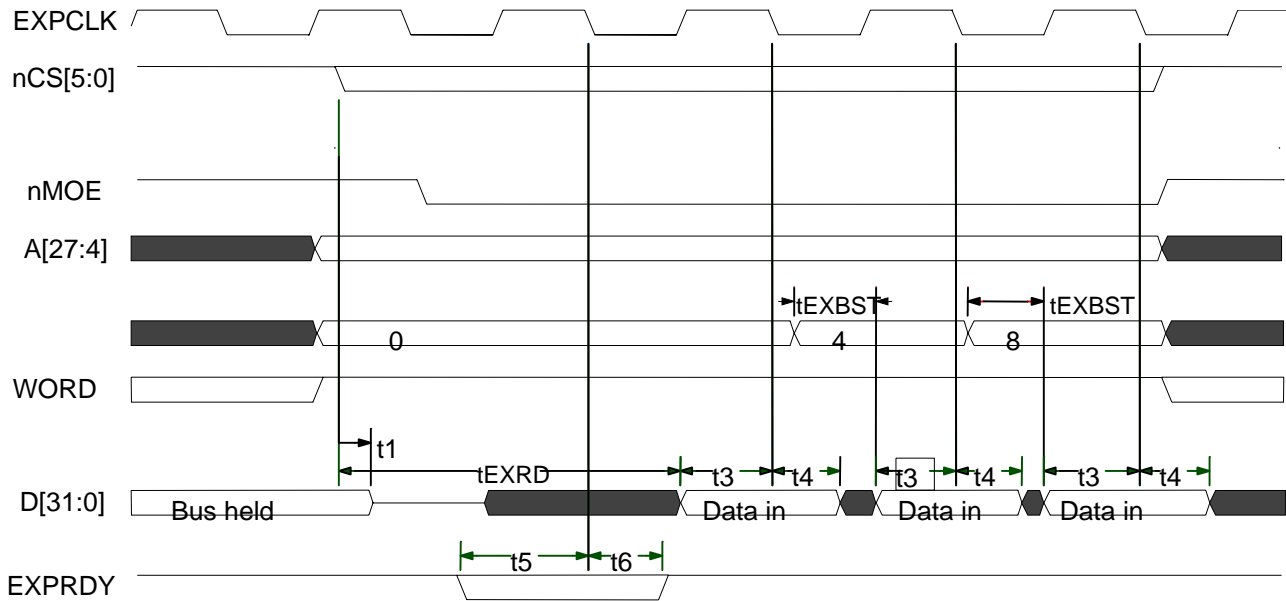 EXPCLK
nCS[5:0]
nMOE
A[27:4]
tEXBST
tEXBST
0
4
8
WORD
t1
tEXRD
t3
t4
t3
t4
t3
t4
D[31:0]
Bus held
Data in
Data in
Data in
t5
t6
EXPRDY